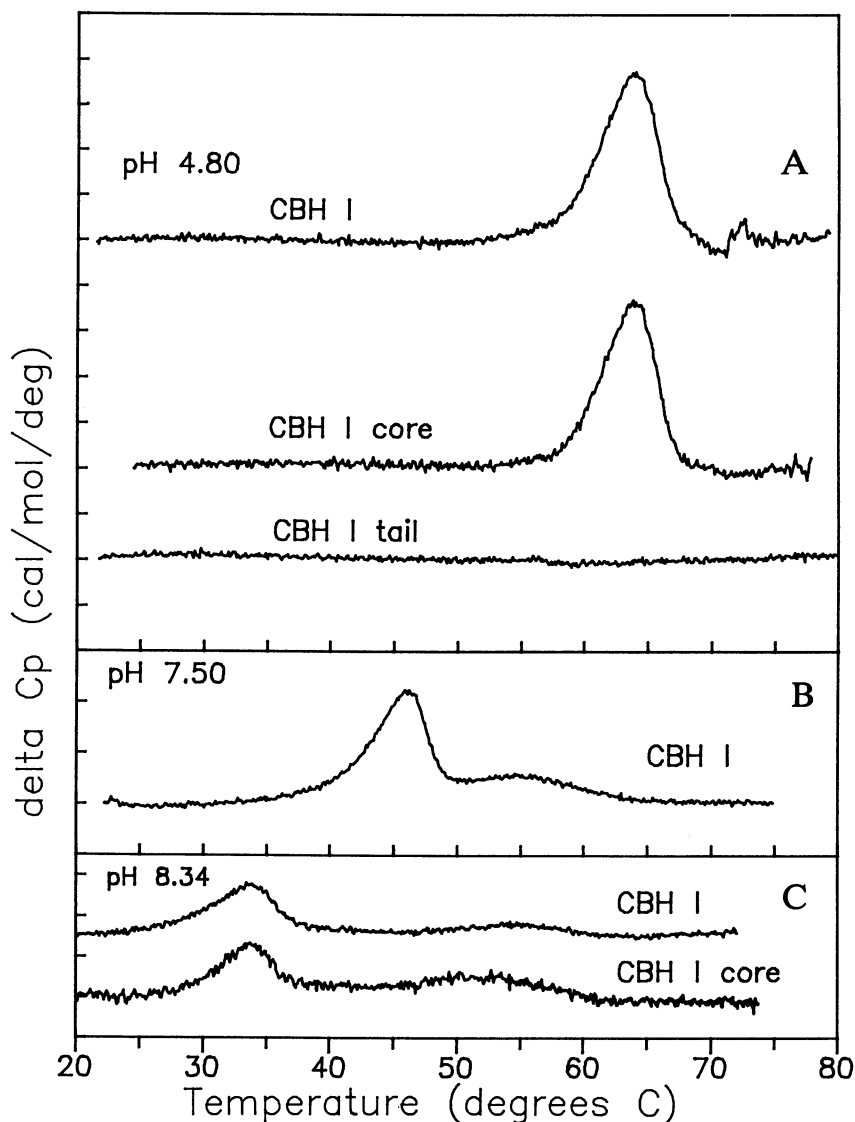 A
pH 4.80
CBH I
CBH I core
CBH I tail
delta Cp (cal/mol/deg)
pH 7.50
B
CBH I
pH 8.34
C
CBH I
CBH I core
20 30 40 50 60 70 80
Temperature (degrees C)